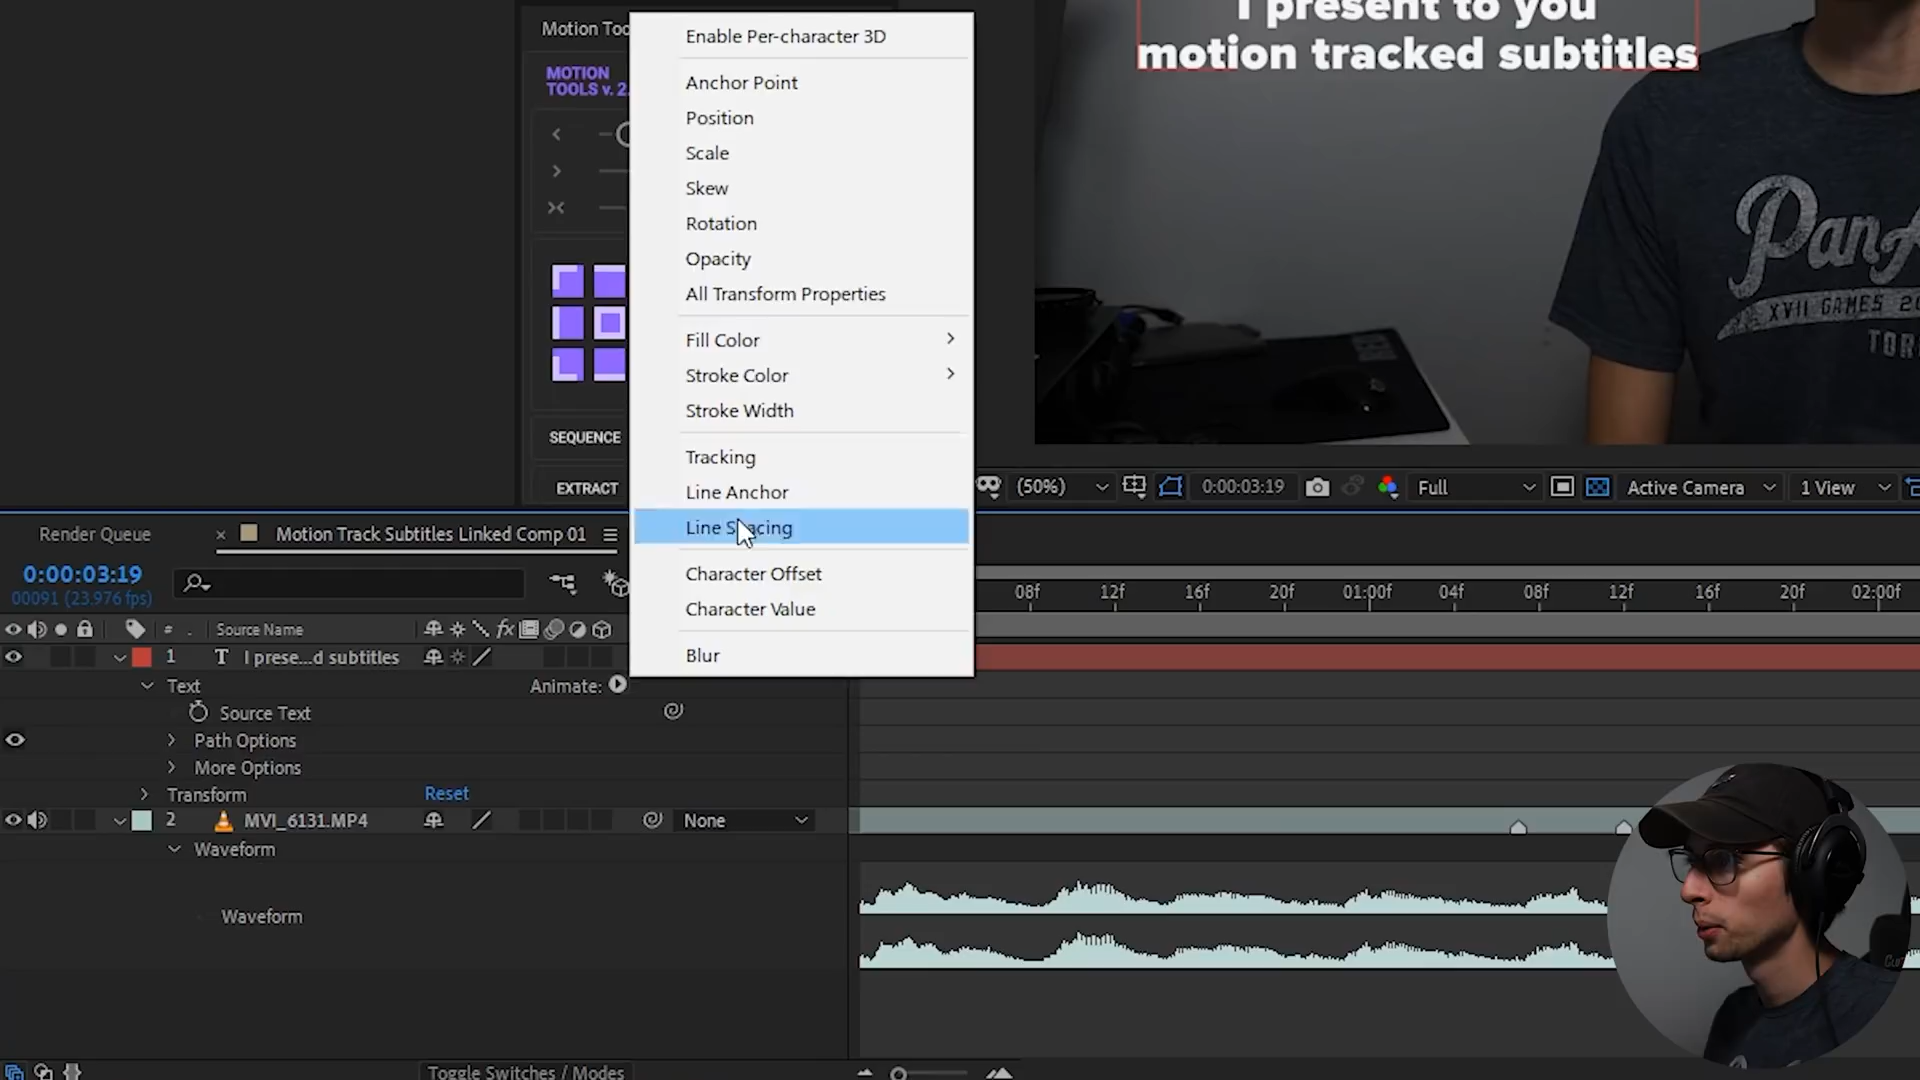 Motion Too
MOTION
TOOLS v. 2.
SEQUENCE
EXTRACT
Enable Per-character 3D
Anchor Point
Position
Scale
Skew
Rotation
Opacity
All Transform Properties
Fill Color
Stroke Color
Stroke Width
Tracking
Line Anchor
Line Spacing
Character Offset
Character Value
Blur
I present to you
motion tracked subtitles
XVII GAMES
TOR
(50%) 0:00:03:19 Full Active Camera 1 View
Render Queue × Motion Track Subtitles Linked Comp 01
0:00:03:19
00091 (23.976 fps)
08f 12f 16f 20f 01:00f 04f 08f 12f 16f 20f 02:00f
# Source Name fx
1 T I prese...d subtitles
Text Animate:
Source Text
Path Options
More Options
Transform Reset
2 MVI_6131.MP4 None
Waveform
Waveform
Toggle Switches / Modes